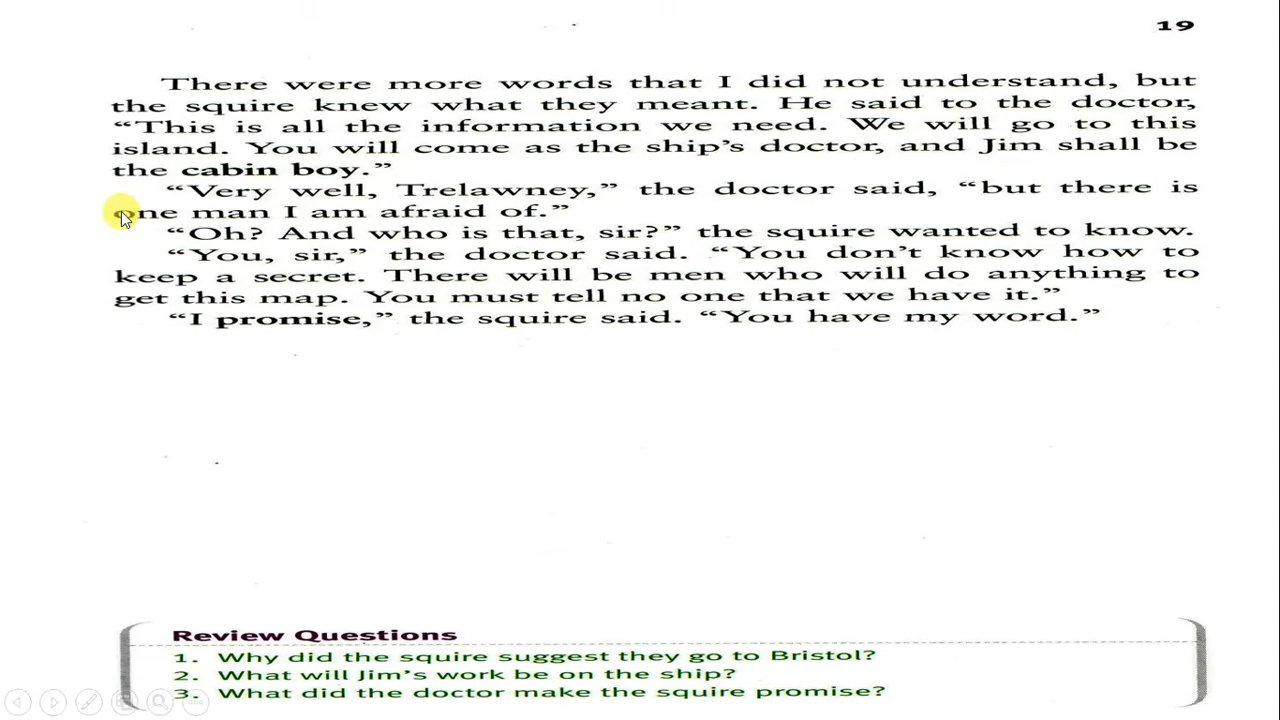 19
There were more words that I did not understand, but
the squire knew what they meant. He said to the doctor,
“This is all the information we need. We will go to this
island. You will come as the ship’s doctor, and Jim shall be
the cabin boy.”
“Very well, Trelawney,” the doctor said, “but there is
one man I am afraid of.”
“Oh? And who is that, sir?” the squire wanted to know.
“You, sir,” the doctor said. “You don’t know how to
keep a secret. There will be men who will do anything to
get this map. You must tell no one that we have it.”
“I promise,” the squire said. “You have my word.”
Review Questions
1. Why did the squire suggest they go to Bristol?
2. What will Jim’s work be on the ship?
3. What did the doctor make the squire promise?